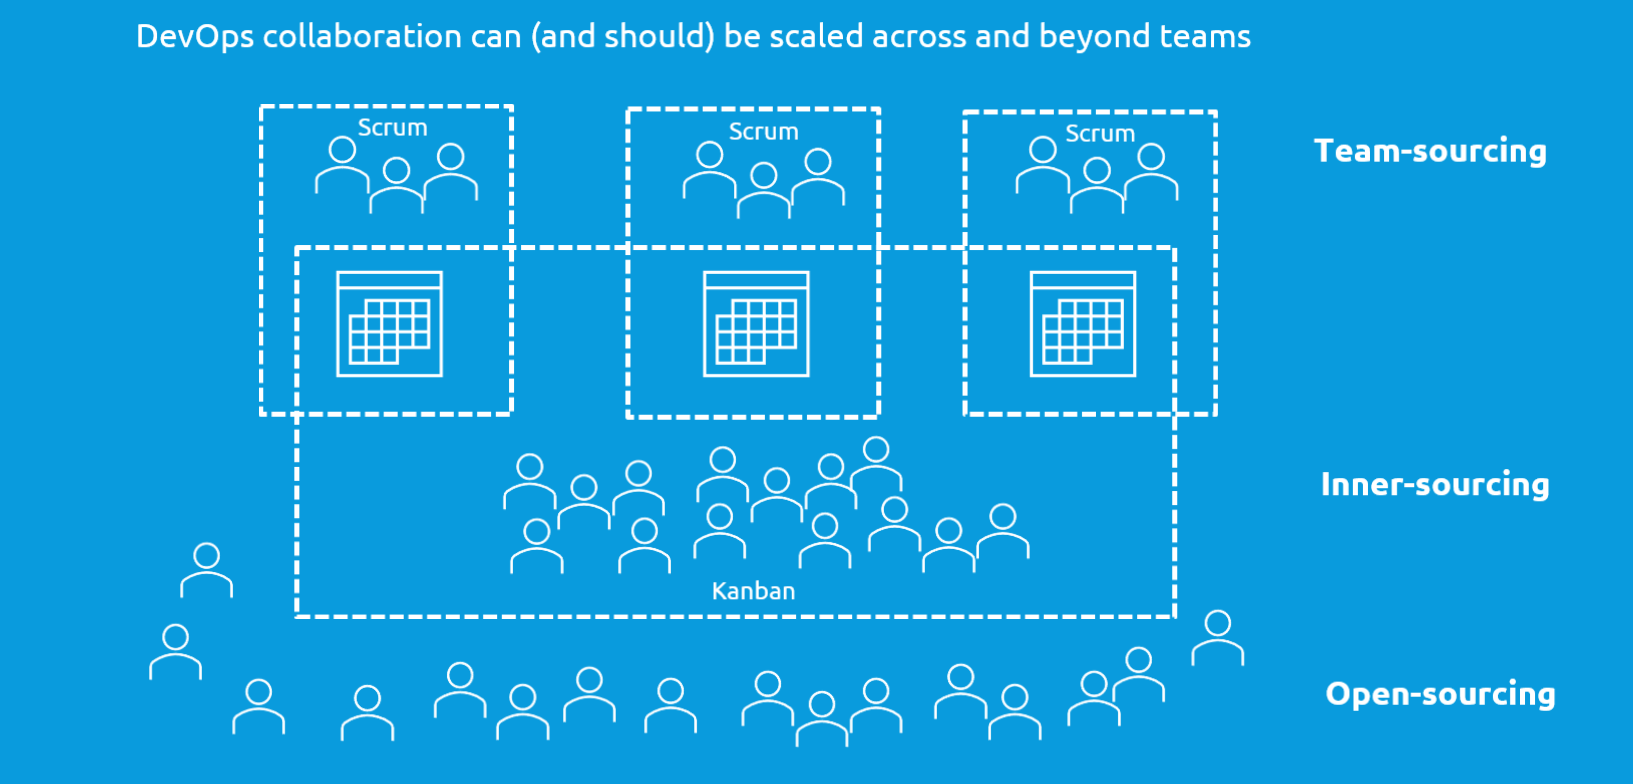 DevOps collaboration can (and should) be scaled across and beyond teams
Scrum
Scrum
Scrum
Team-sourcing
Inner-sourcing
Kanban
Open-sourcing